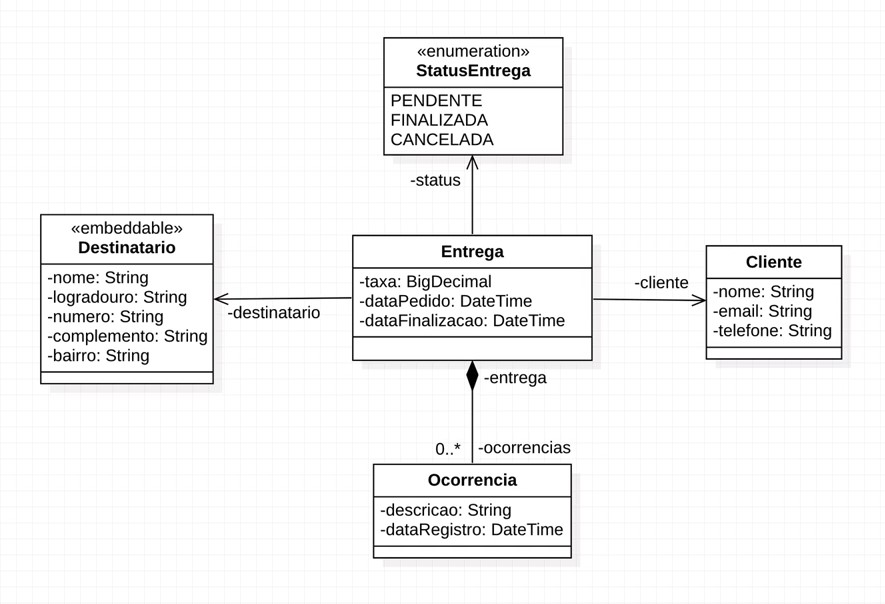 «enumeration»
StatusEntrega
PENDENTE
FINALIZADA
CANCELADA
-status
«embeddable»
Destinatario
-nome: String
-logradouro: String
-numero: String
-complemento: String
-bairro: String
-destinatario
Entrega
-taxa: BigDecimal
-dataPedido: DateTime
-dataFinalizacao: DateTime
-cliente
Cliente
-nome: String
-email: String
-telefone: String
-entrega
0..*
-ocorrencias
Ocorrencia
-descricao: String
-dataRegistro: DateTime